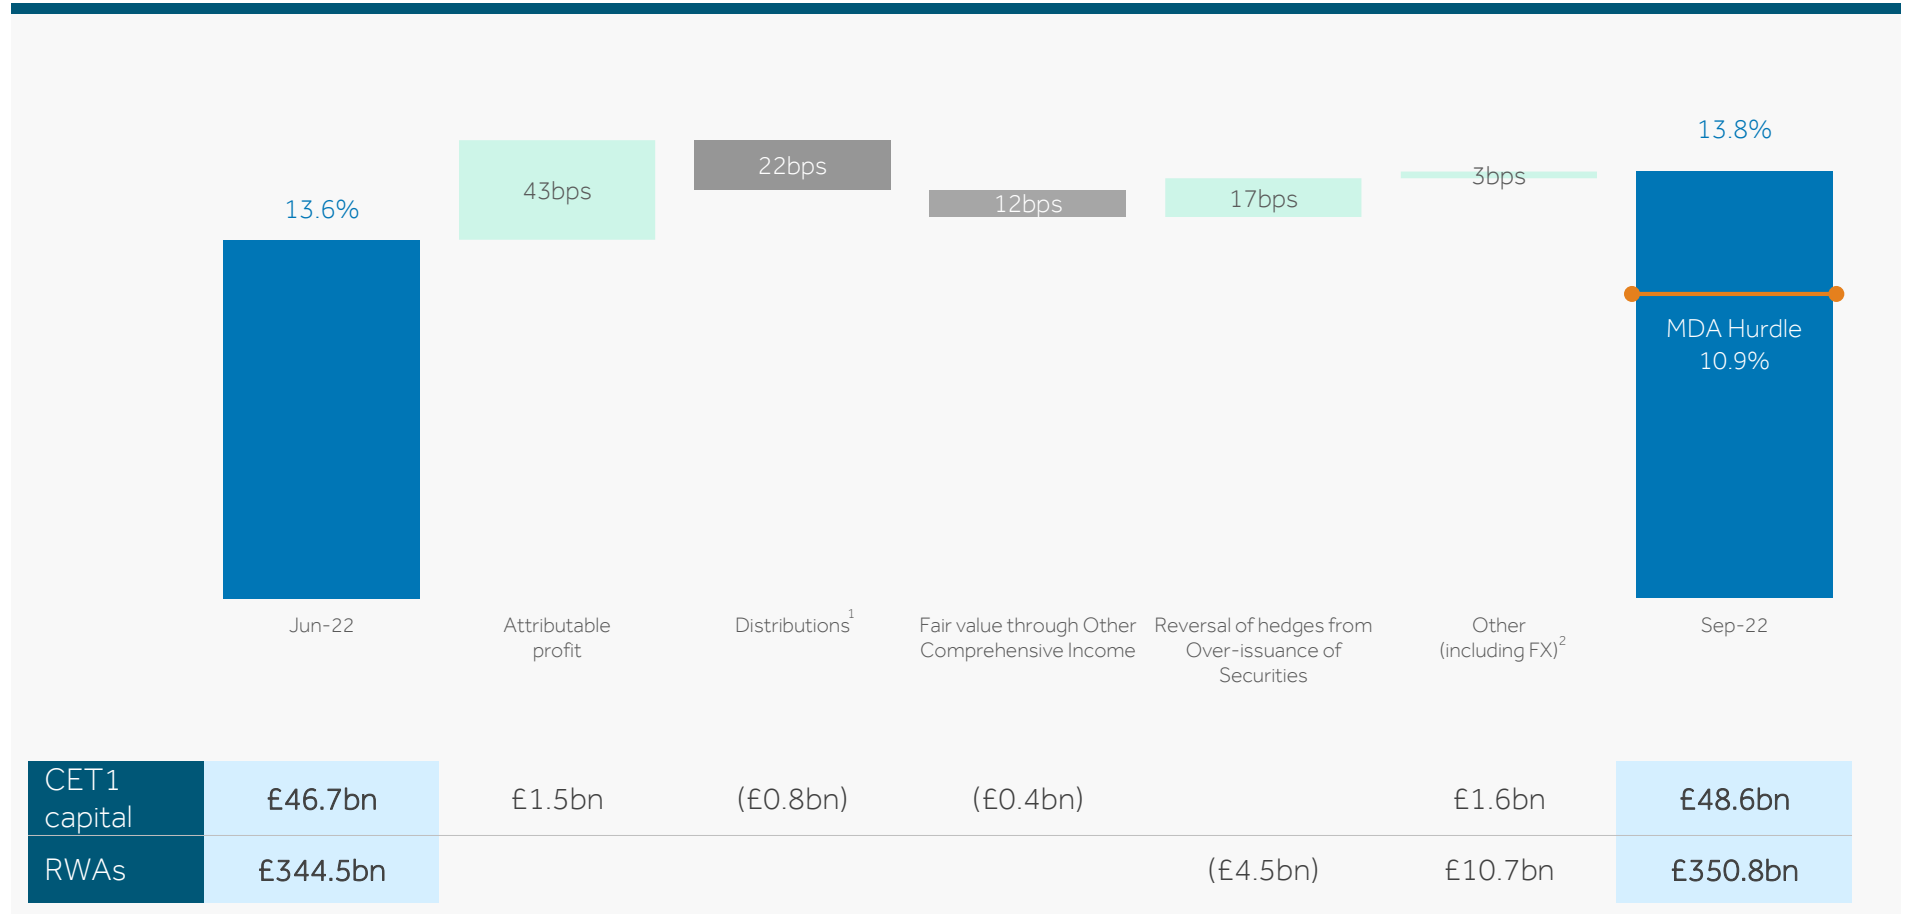 13.6%
43bps
22bps
12bps
17bps
3bps
13.8%
MDA Hurdle
10.9%
Jun-22
Attributable
profit
Distributions1
Fair value through Other
Comprehensive Income
Reversal of hedges from
Over-issuance of
Securities
Other
(including FX)2
Sep-22
CET1
capital
£46.7bn
£1.5bn
(£0.8bn)
(£0.4bn)
£1.6bn
£48.6bn
RWAs
£344.5bn
(£4.5bn)
£10.7bn
£350.8bn